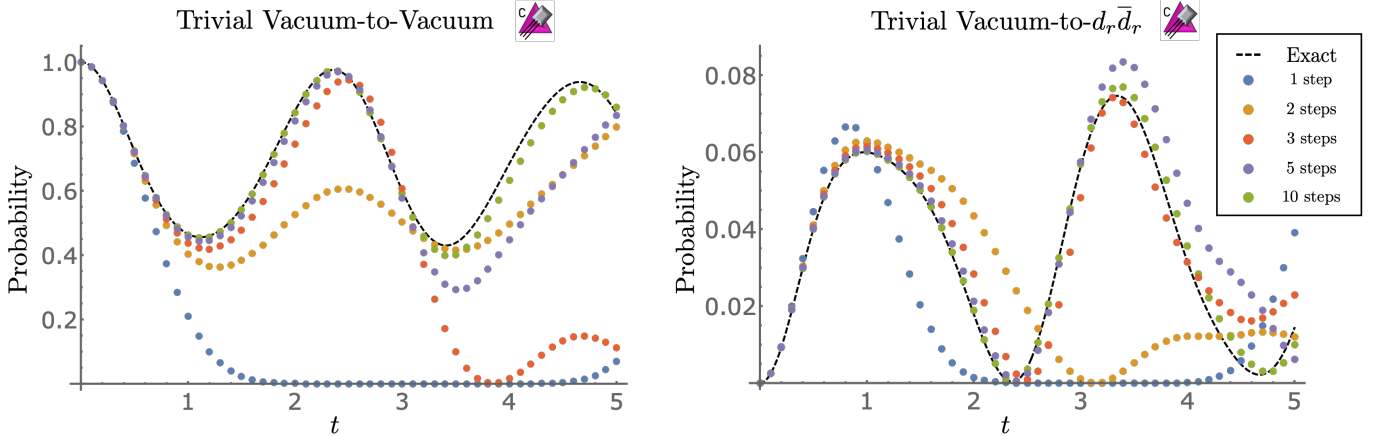 Trivial Vacuum-to-Vacuum
C
Probability
1.0
0.8
0.6
0.4
0.2
1 2 3 4 5
t
Trivial Vacuum-to-d_r d̅_r
C
Probability
0.08
0.06
0.04
0.02
0.00
1 2 3 4 5
t
Exact
1 step
2 steps
3 steps
5 steps
10 steps